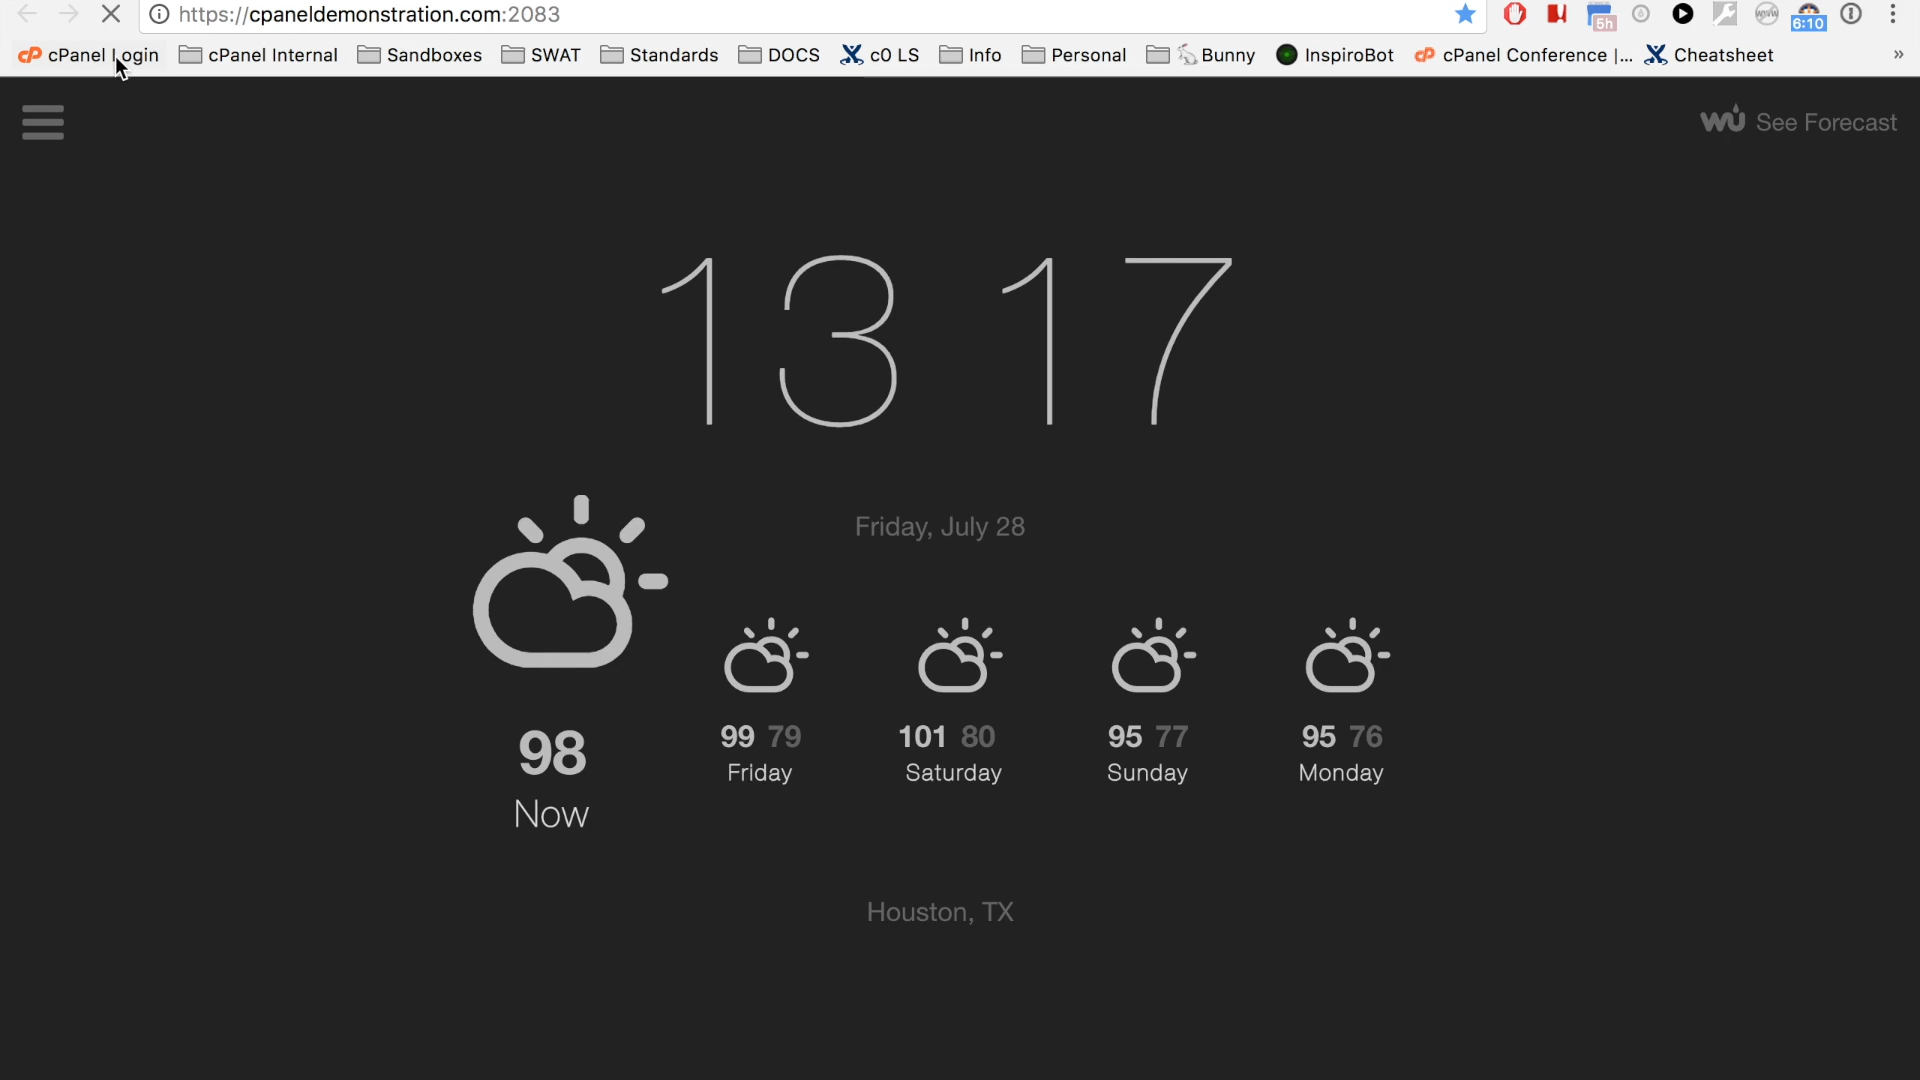 https://cpaneldemonstration.com:2083
5h
6:10
cPanel Login cPanel Internal Sandboxes SWAT Standards DOCS c0 LS Info Personal Bunny InspiroBot cPanel Conference |... Cheatsheet »
wu See Forecast
13 17
Friday, July 28
98
Now
99 79
Friday
101 80
Saturday
95 77
Sunday
95 76
Monday
Houston, TX